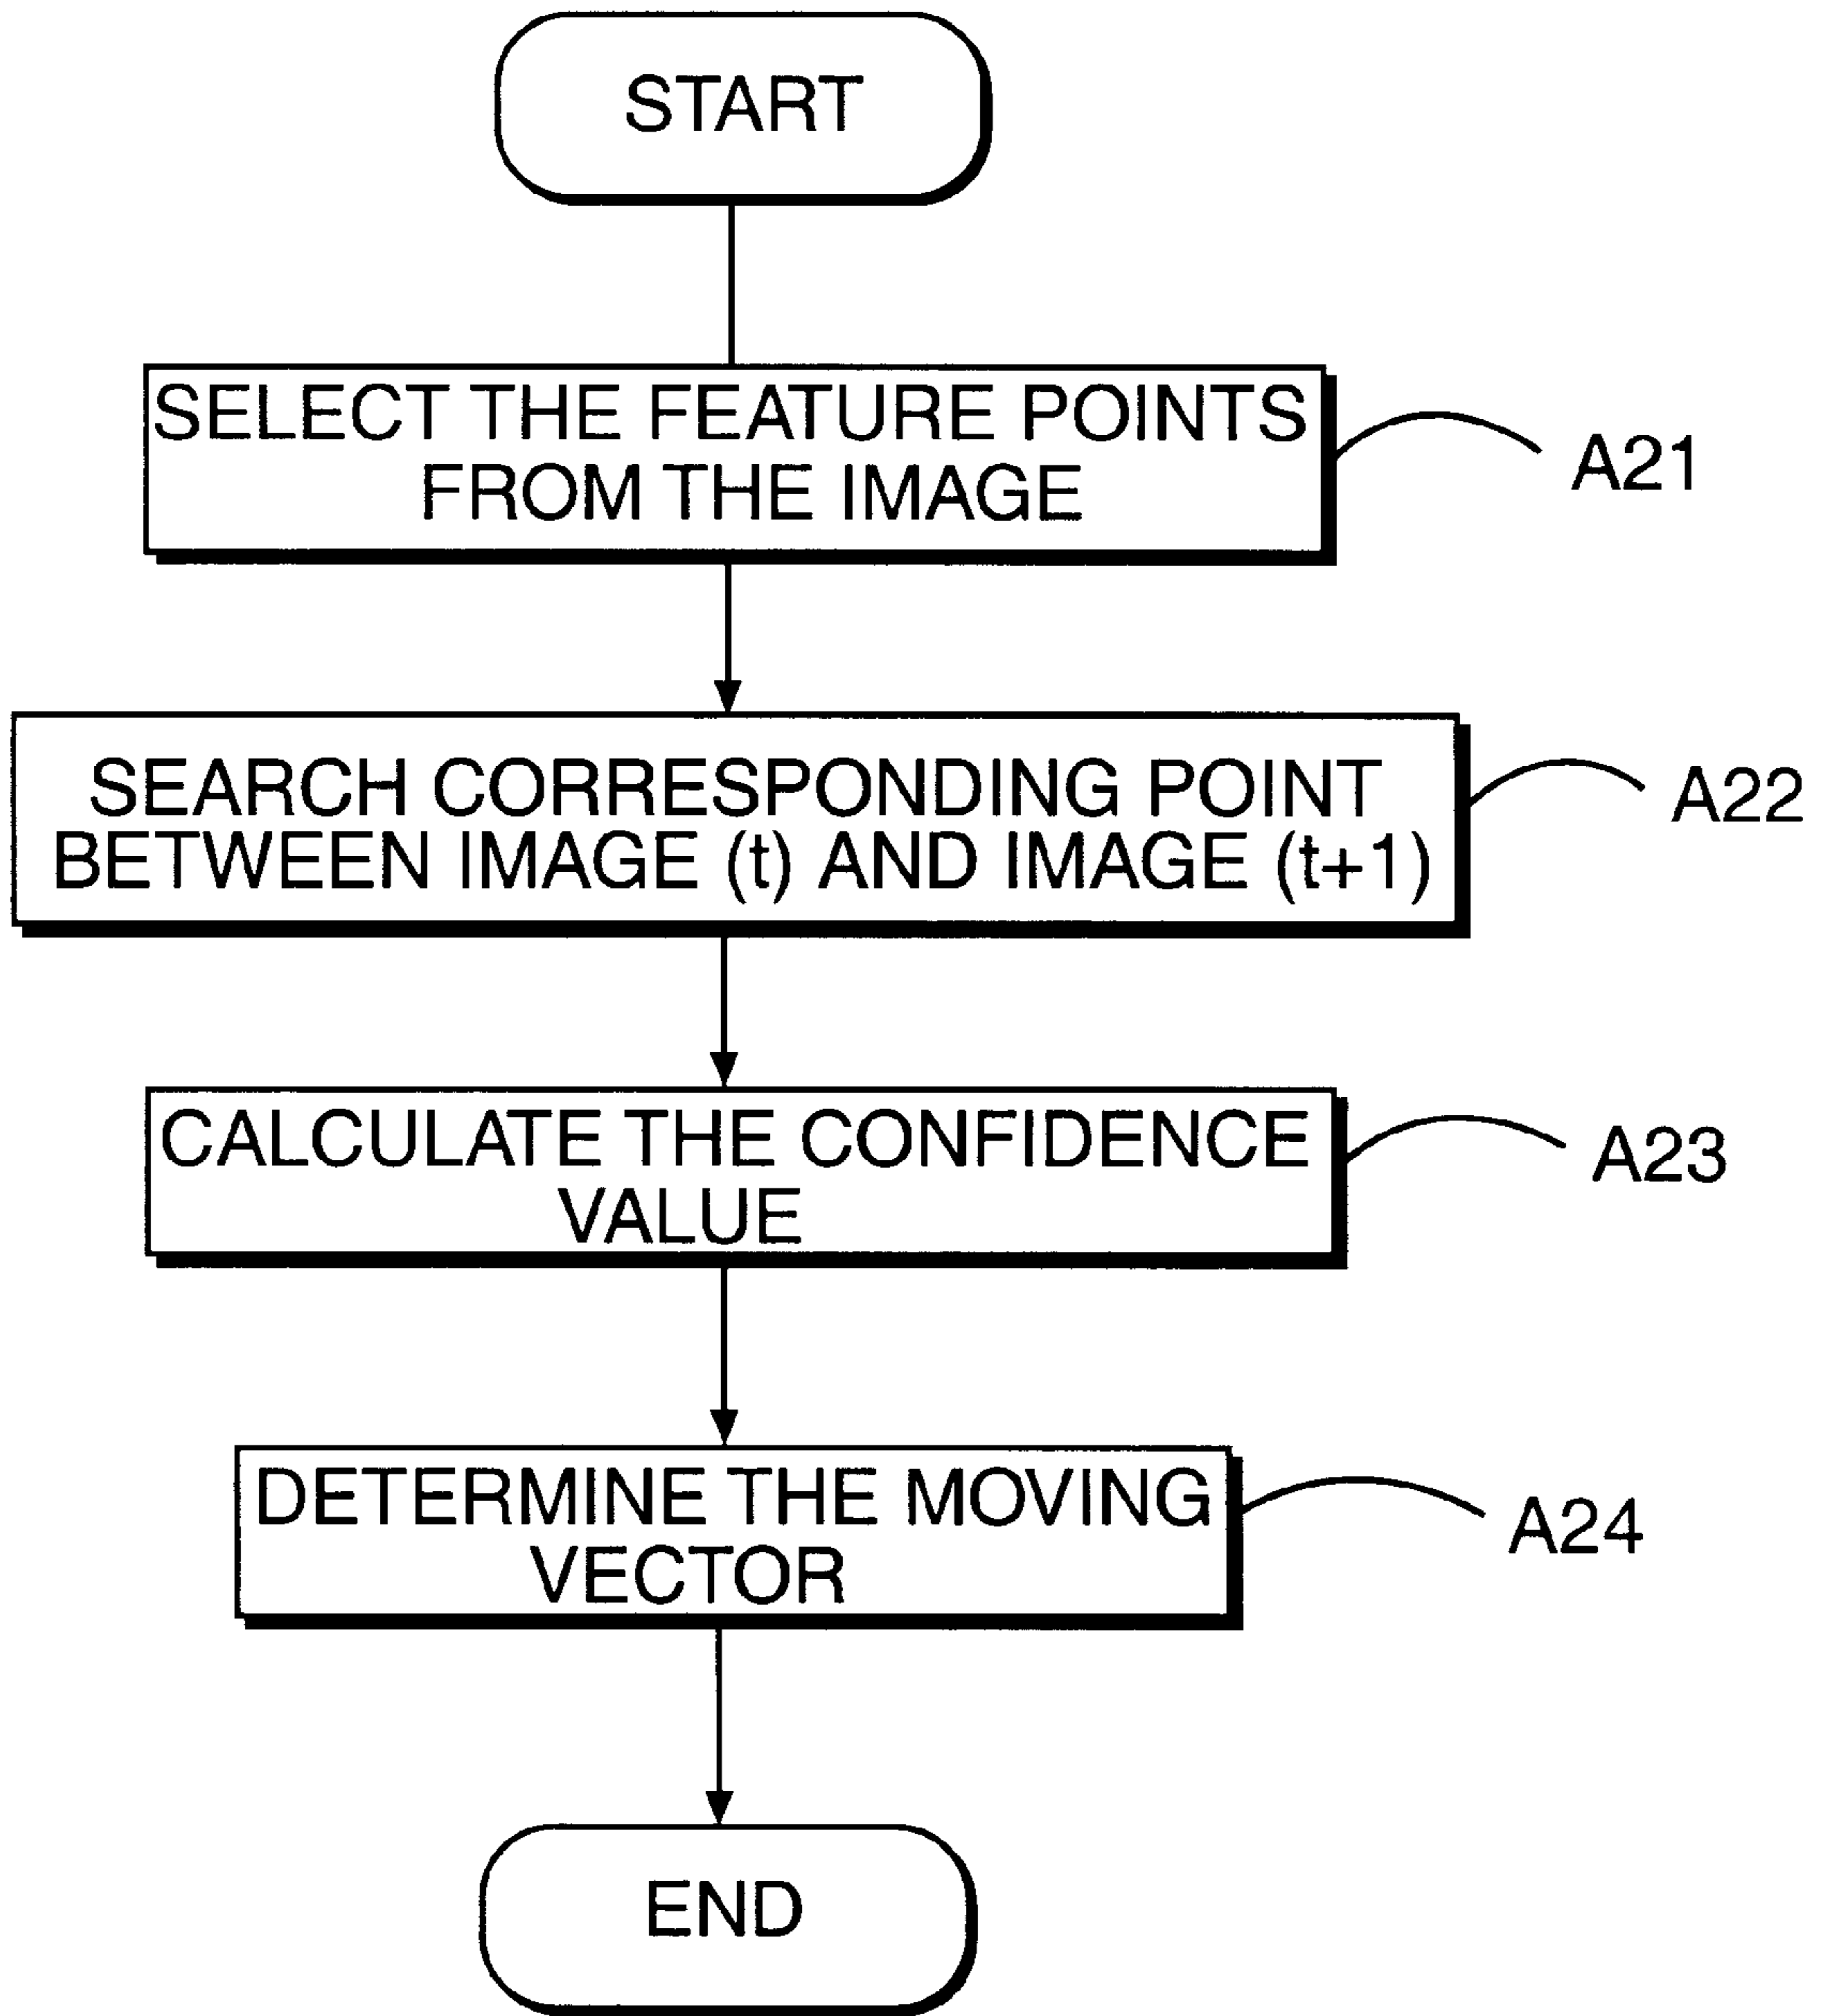 START
SELECT THE FEATURE POINTS
FROM THE IMAGE
A21
SEARCH CORRESPONDING POINT
BETWEEN IMAGE (t) AND IMAGE (t+1)
A22
CALCULATE THE CONFIDENCE
VALUE
A23
DETERMINE THE MOVING
VECTOR
A24
END